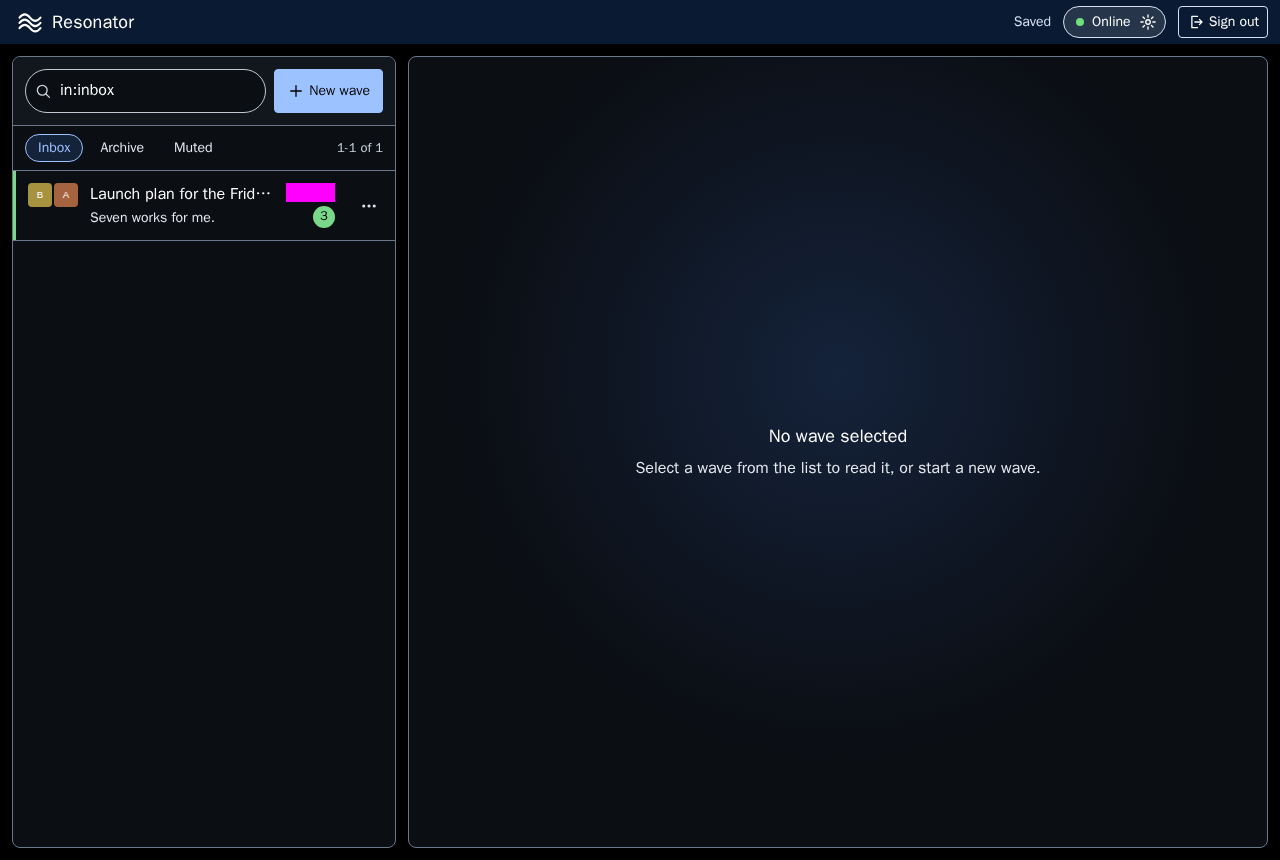 Resonator
Saved
Online
Sign out
in:inbox
New wave
Inbox
Archive
Muted
1-1 of 1
B
A
Launch plan for the Frid…
Seven works for me.
3
No wave selected
Select a wave from the list to read it, or start a new wave.